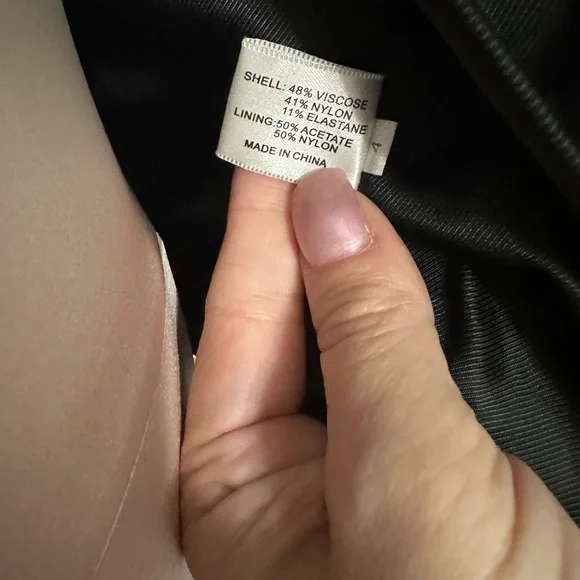 SHELL: 48% VISCOSE
41% NYLON
11% ELASTANE
LINING:50% ACETATE
50% NYLON
MADE IN CHINA
4